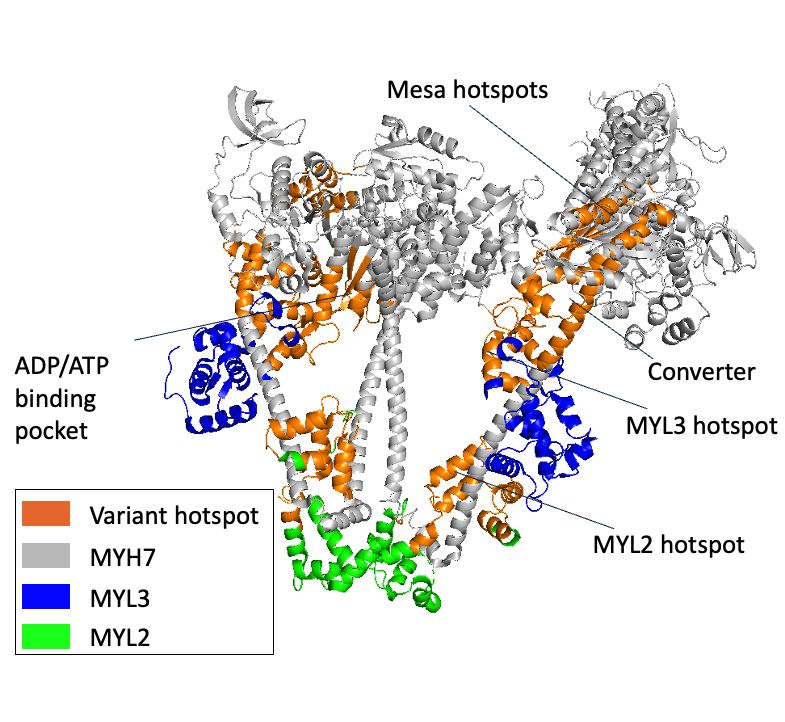 Mesa hotspots
ADP/ATP
binding
pocket
Converter
MYL3 hotspot
MYL2 hotspot
Variant hotspot
MYH7
MYL3
MYL2